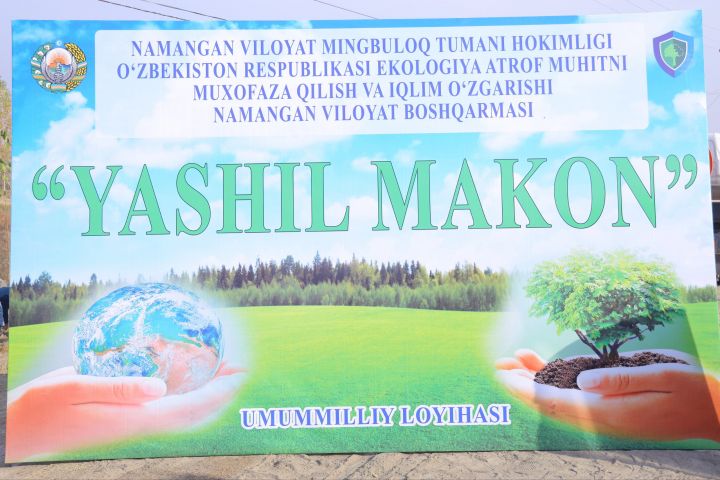 NAMANGAN VILOYAT MINGBULOQ TUMANI HOKIMLIGI
O‘ZBEKISTON RESPUBLIKASI EKOLOGIYA ATROF MUHITNI
MUXOFAZA QILISH VA IQLIM O‘ZGARISHI
NAMANGAN VILOYAT BOSHQARMASI
“YASHIL MAKON”
UMUMMILLIY LOYIHASI